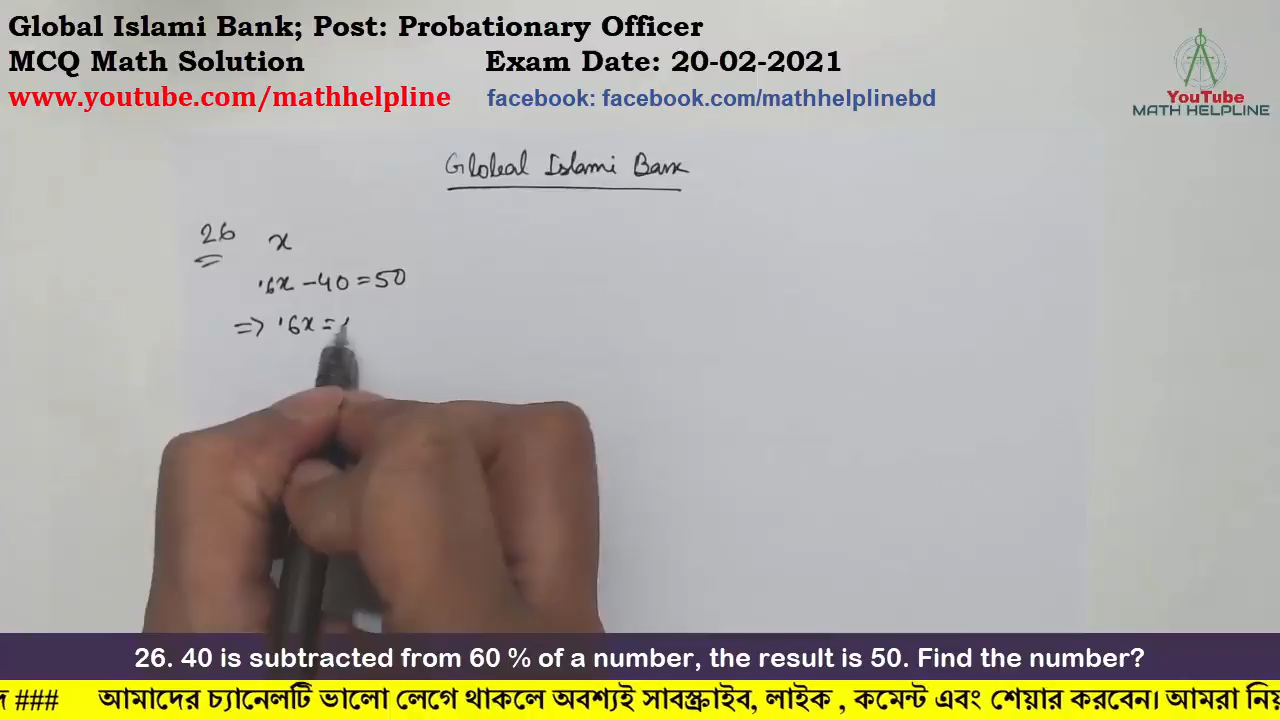 Global Islami Bank; Post: Probationary Officer
MCQ Math Solution Exam Date: 20-02-2021
www.youtube.com/mathhelpline facebook: facebook.com/mathhelplinebd
YouTube
MATH HELPLINE
Global Islami Bank
26 x
.6x - 40 = 50
⇒ .6x =
26. 40 is subtracted from 60 % of a number, the result is 50. Find the number?
### আমাদের চ্যানেলটি ভালো লেগে থাকলে অবশ্যই সাবস্ক্রাইব, লাইক , কমেন্ট এবং শেয়ার করবেন। আমরা